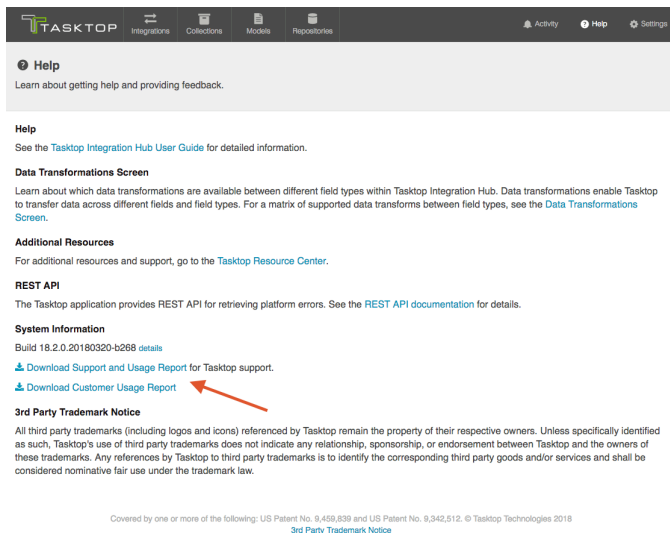 TASKTOP Integrations Collections Models Repositories Activity Help Settings
Help
Learn about getting help and providing feedback.
Help
See the Tasktop Integration Hub User Guide for detailed information.
Data Transformations Screen
Learn about which data transformations are available between different field types within Tasktop Integration Hub. Data transformations enable Tasktop
to transfer data across different fields and field types. For a matrix of supported data transforms between field types, see the Data Transformations
Screen.
Additional Resources
For additional resources and support, go to the Tasktop Resource Center.
REST API
The Tasktop application provides REST API for retrieving platform errors. See the REST API documentation for details.
System Information
Build 18.2.0.20180320-b268 details
Download Support and Usage Report for Tasktop support.
Download Customer Usage Report
3rd Party Trademark Notice
All third party trademarks (including logos and icons) referenced by Tasktop remain the property of their respective owners. Unless specifically identified
as such, Tasktop's use of third party trademarks does not indicate any relationship, sponsorship, or endorsement between Tasktop and the owners of
these trademarks. Any references by Tasktop to third party trademarks is to identify the corresponding third party goods and/or services and shall be
considered nominative fair use under the trademark law.
Covered by one or more of the following: US Patent No. 9,459,839 and US Patent No. 9,342,512. © Tasktop Technologies 2018
3rd Party Trademark Notice